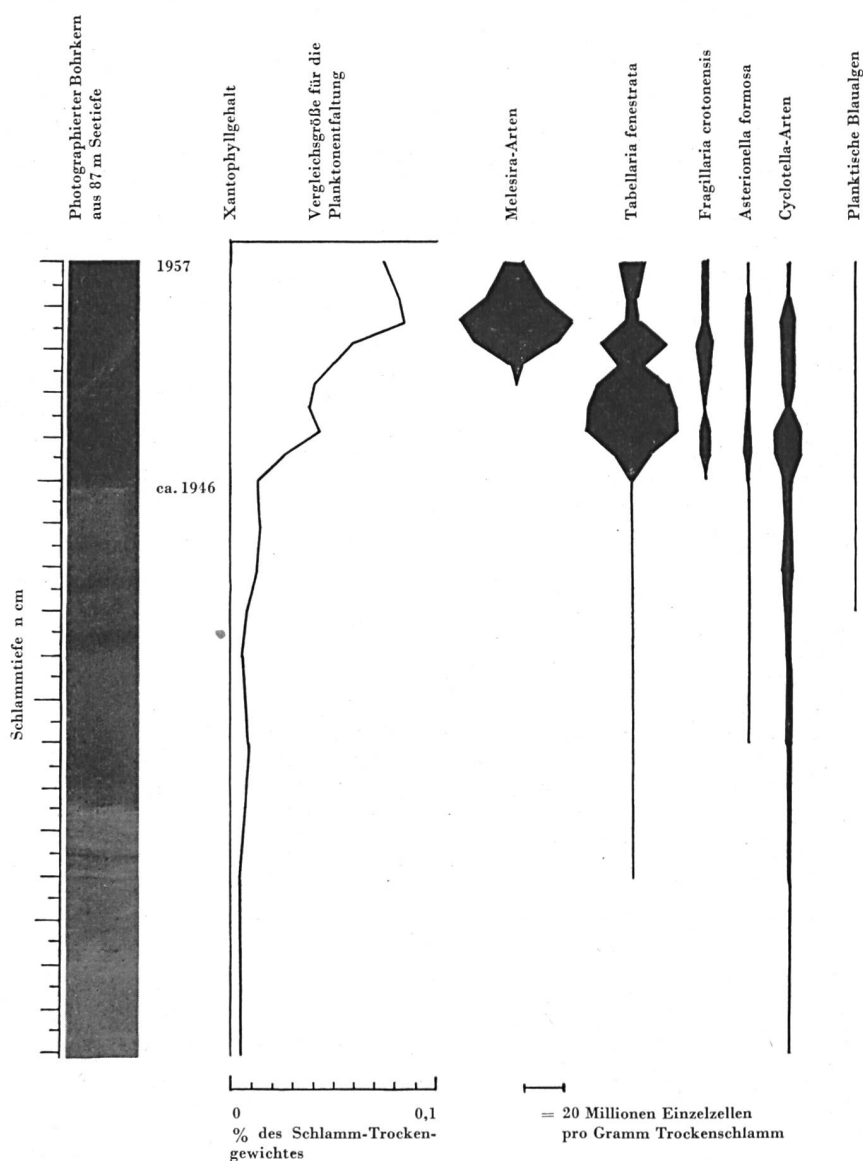 Photographierter Bohrkern
aus 87 m Seetiefe
Xantophyllgehalt
Vergleichsgröße für die
Planktonentfaltung
Melesira-Arten
Tabellaria fenestrata
Fragillaria crotonensis
Asterionella formosa
Cyclotella-Arten
Planktische Blaualgen
1957
ca. 1946
Schlammtiefe n cm
0 0,1
% des Schlamm-Trocken-
gewichtes
= 20 Millionen Einzelzellen
pro Gramm Trockenschlamm